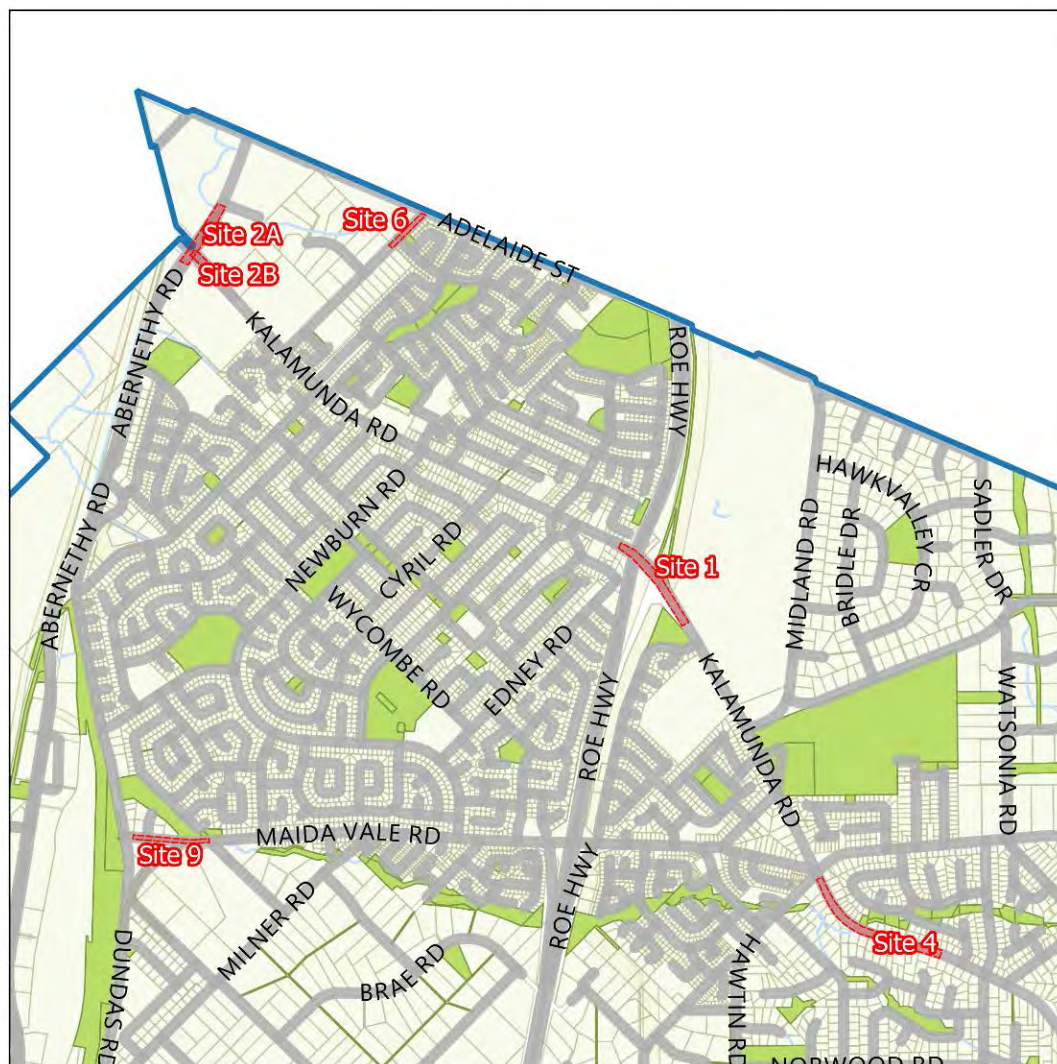 Site 6
ADELAIDE ST
Site 2A
Site 2B
ABERNETHY RD
KALAMUNDA RD
ROE HWY
HAWKVALLEY CR
SADLER DR
BRIDLE DR
MIDLAND RD
NEWBURN RD
CYRIL RD
ABERNETHY RD
Site 1
WYCOMBE RD
EDNEY RD
KALAMUNDA RD
WATSONIA RD
ROE HWY
MAIDA VALE RD
Site 9
ROE HWY
MILNER RD
BRAE RD
Site 4
DUNDAS RD
HAWTIN RD
NORWOOD RD